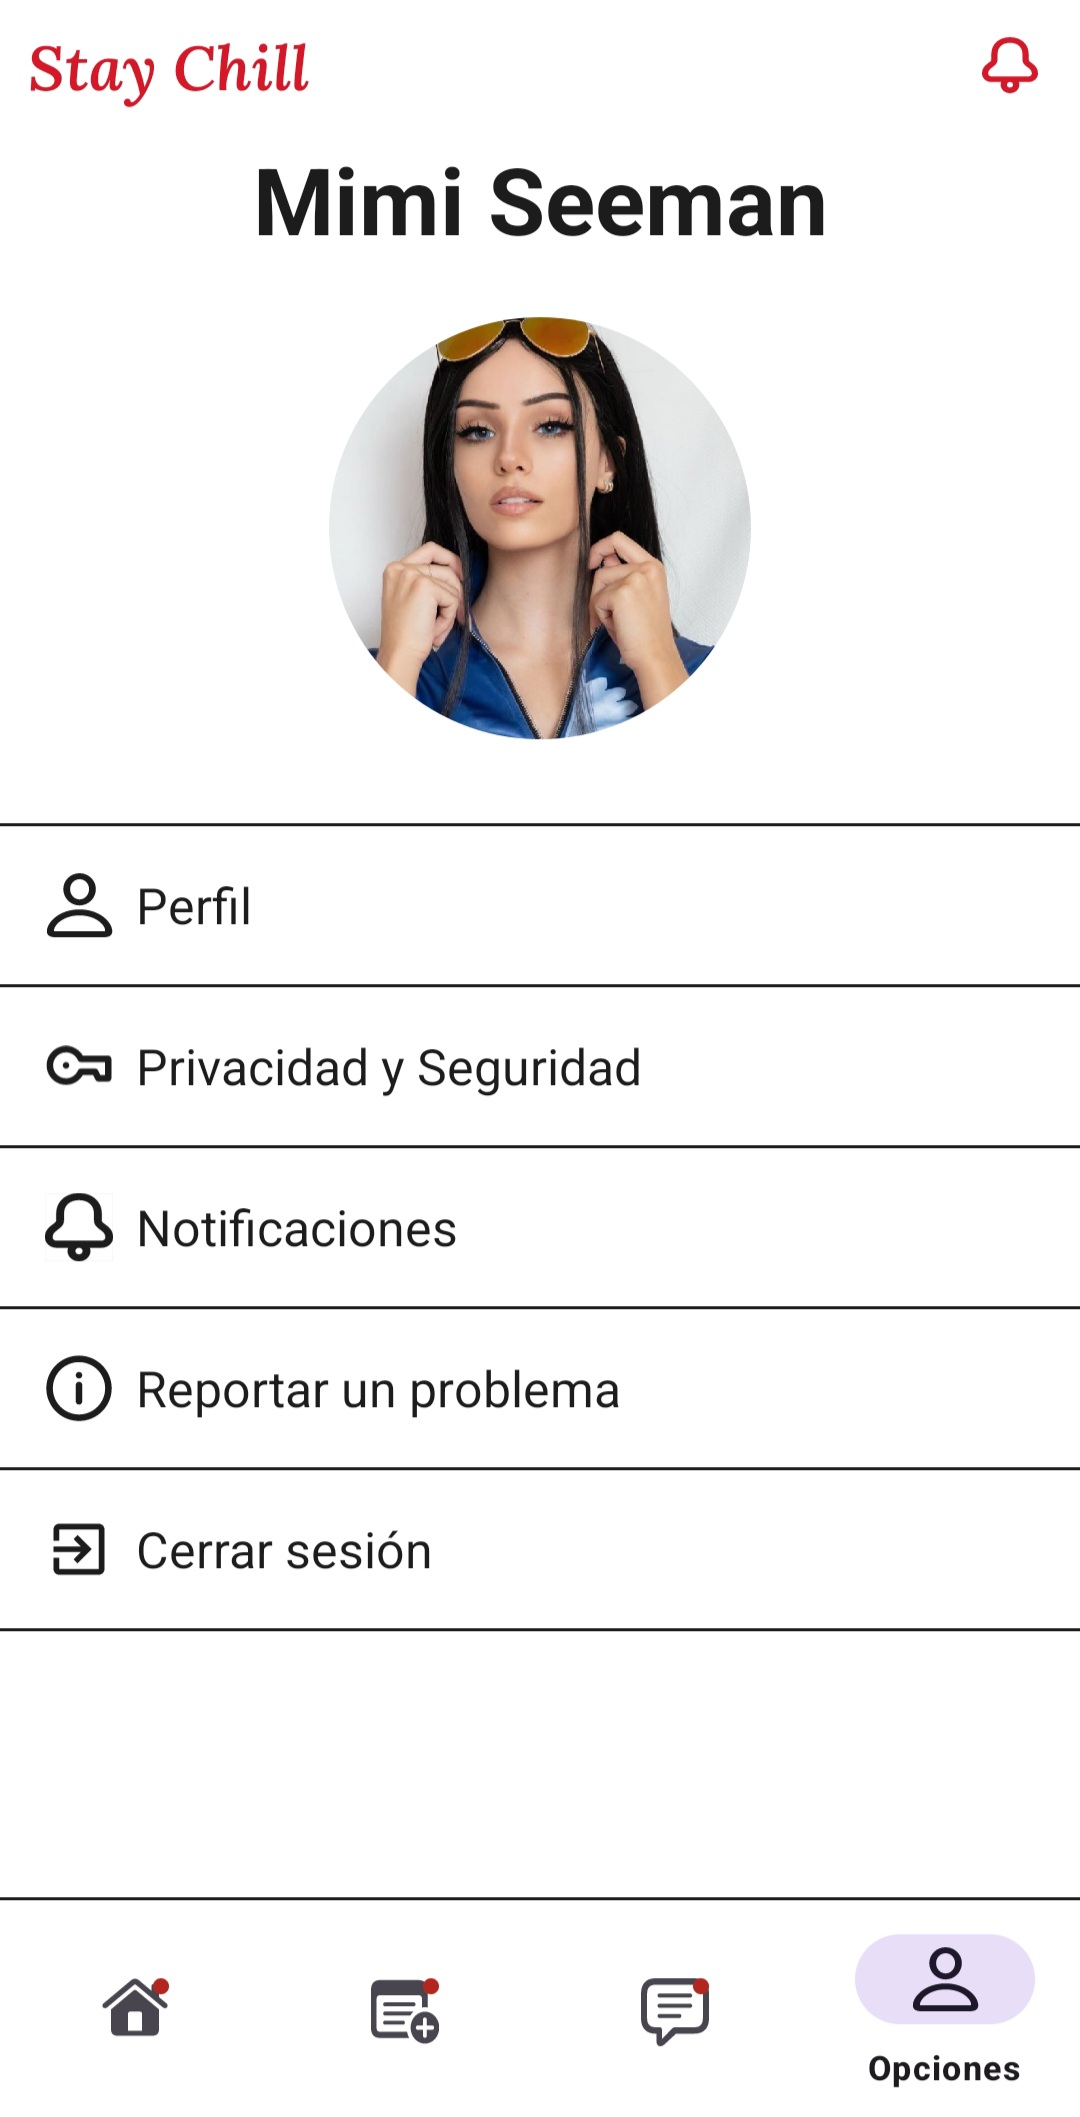 Stay Chill
Mimi Seeman
Perfil
Privacidad y Seguridad
Notificaciones
Reportar un problema
Cerrar sesión
Opciones